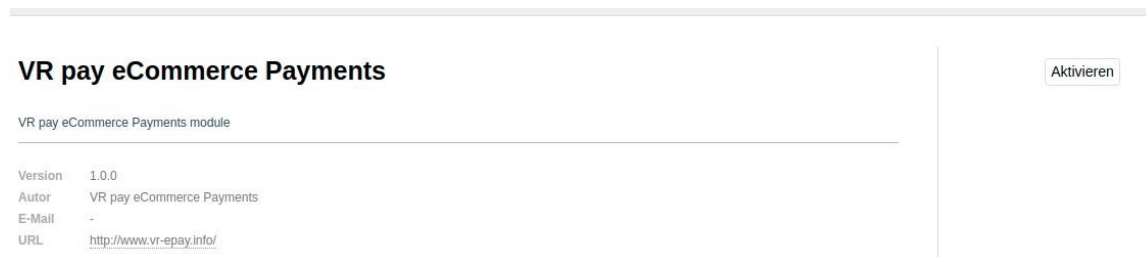 VR pay eCommerce Payments
Aktivieren
VR pay eCommerce Payments module
Version 1.0.0
Autor VR pay eCommerce Payments
E-Mail -
URL http://www.vr-epay.info/